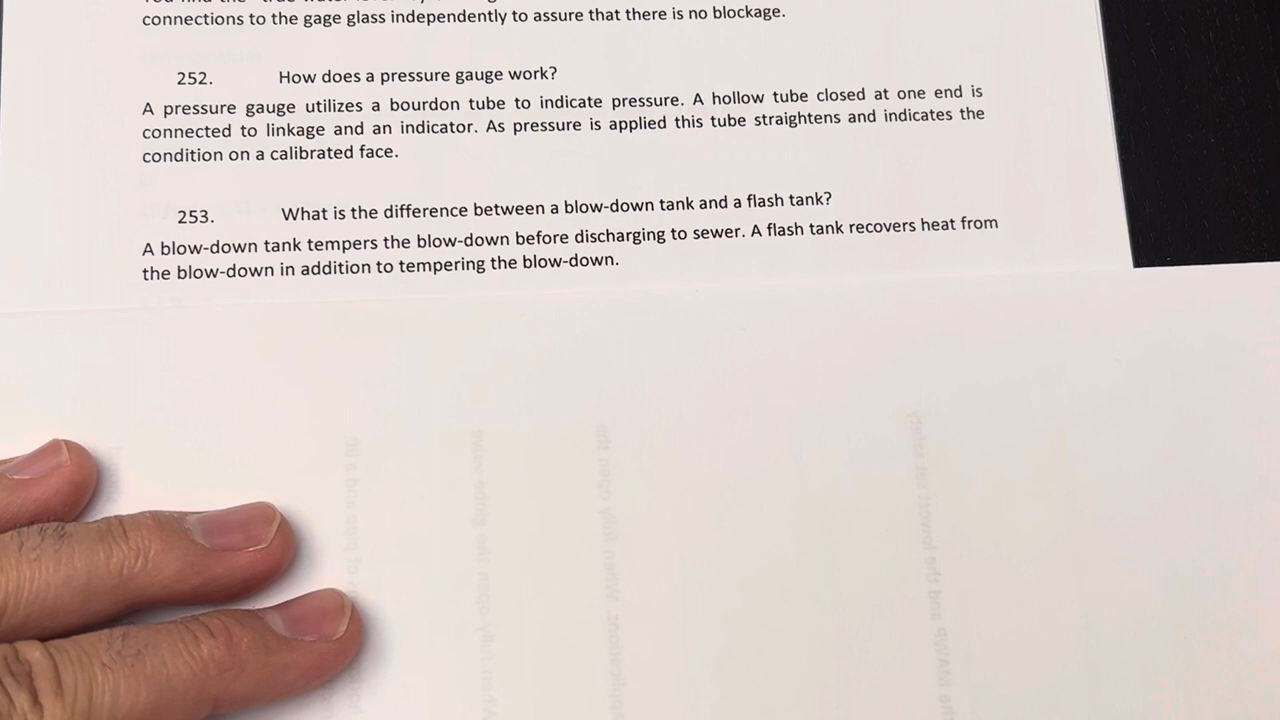 connections to the gage glass independently to assure that there is no blockage.
252. How does a pressure gauge work?
A pressure gauge utilizes a bourdon tube to indicate pressure. A hollow tube closed at one end is
connected to linkage and an indicator. As pressure is applied this tube straightens and indicates the
condition on a calibrated face.
253. What is the difference between a blow-down tank and a flash tank?
A blow-down tank tempers the blow-down before discharging to sewer. A flash tank recovers heat from
the blow-down in addition to tempering the blow-down.